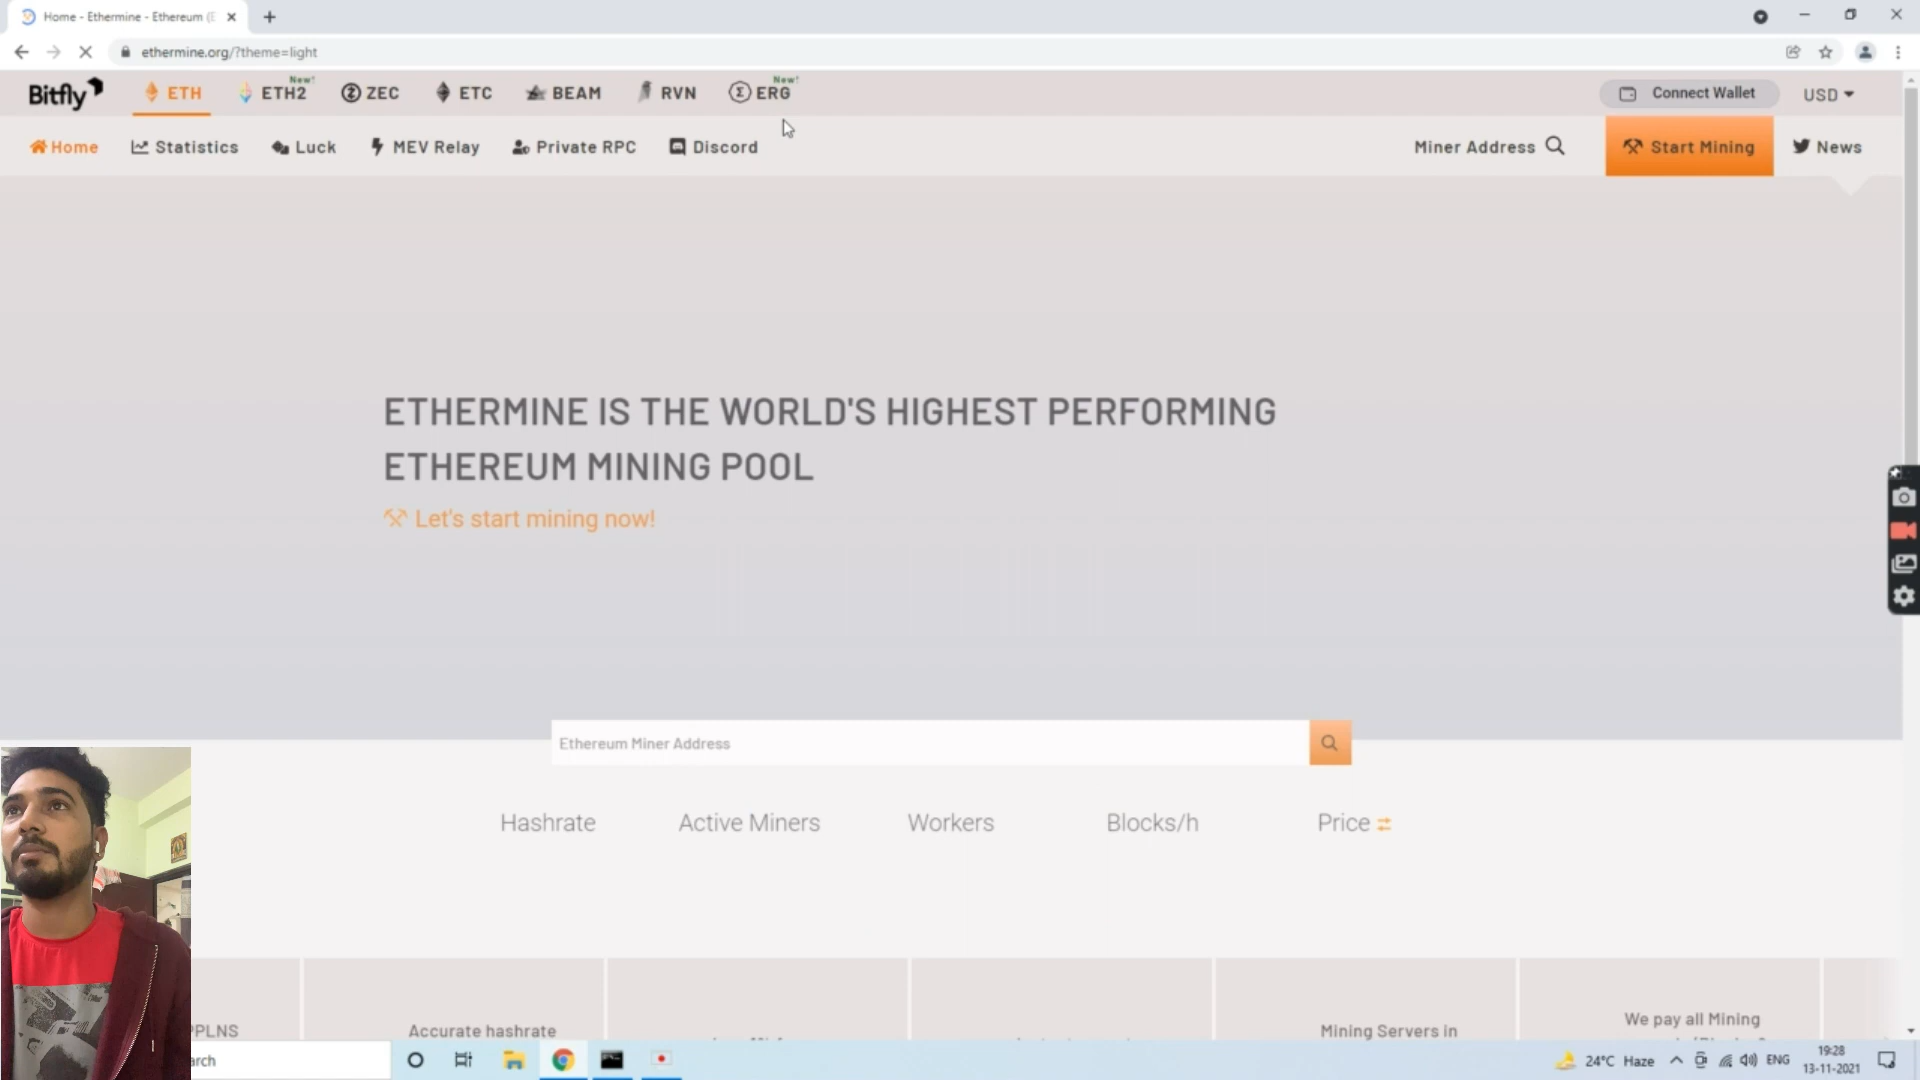 Home - Ethermine - Ethereum (E
ethermine.org/?theme=light
Bitfly
ETH
ETH2
New!
ZEC
ETC
BEAM
RVN
ERG
New!
Connect Wallet
USD
Home
Statistics
Luck
MEV Relay
Private RPC
Discord
Miner Address
Start Mining
News
ETHERMINE IS THE WORLD'S HIGHEST PERFORMING
ETHEREUM MINING POOL
Let's start mining now!
Ethereum Miner Address
Hashrate
Active Miners
Workers
Blocks/h
Price
PPLNS
Accurate hashrate
Mining Servers in
We pay all Mining
arch
24°C Haze
ENG
19:28
13-11-2021